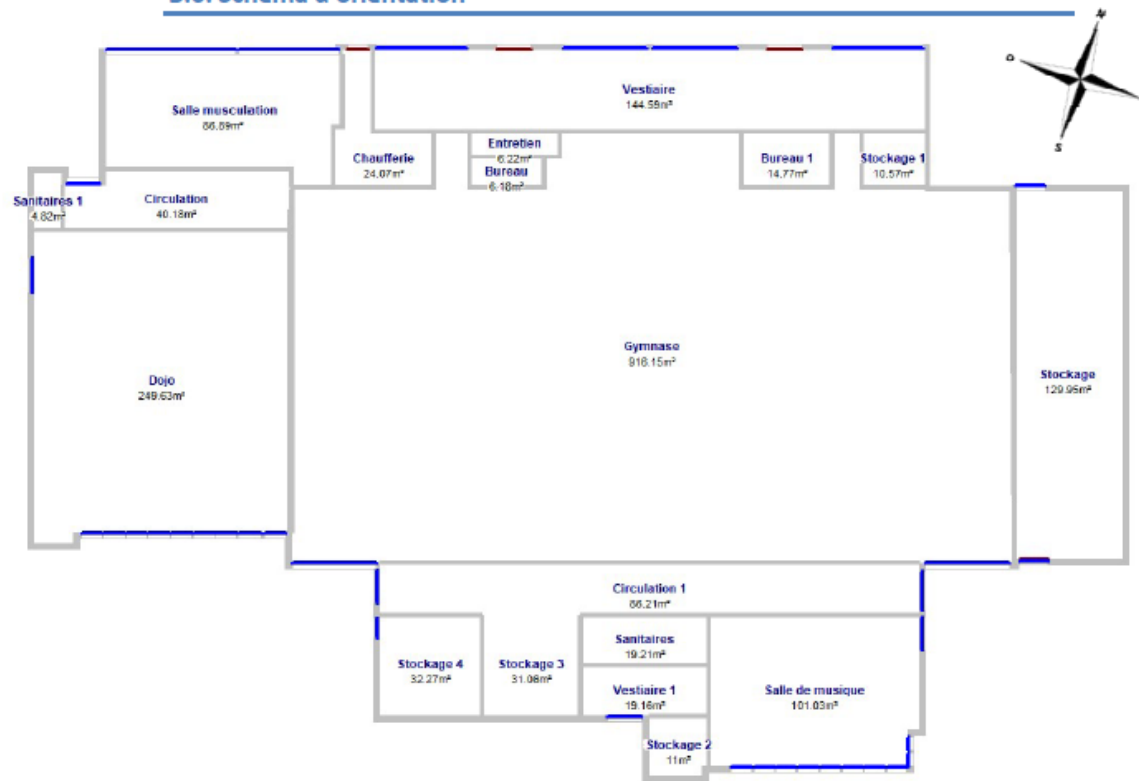 N
O
S
Vestiaire
144.59m²
Salle musculation
86.89m²
Entretien
6.22m²
Chaufferie
24.07m²
Bureau
6.18m²
Bureau 1
14.77m²
Stockage 1
10.57m²
Sanitaires 1
4.82m²
Circulation
40.18m²
Gymnase
916.15m²
Dojo
249.63m²
Stockage
129.95m²
Circulation 1
86.21m²
Sanitaires
19.21m²
Stockage 4
32.27m²
Stockage 3
31.08m²
Vestiaire 1
19.16m²
Salle de musique
101.03m²
Stockage 2
11m²